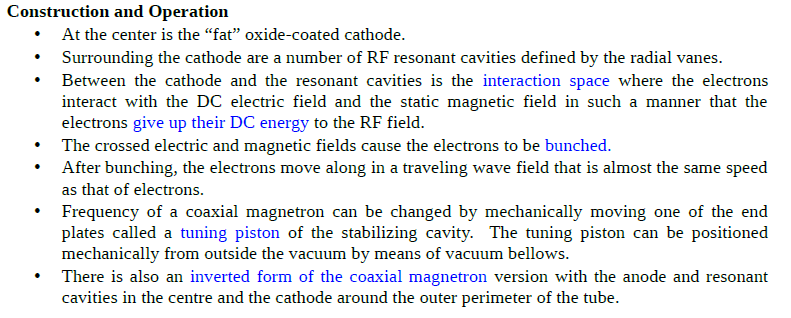 Construction and Operation
• At the center is the “fat” oxide-coated cathode.
• Surrounding the cathode are a number of RF resonant cavities defined by the radial vanes.
• Between the cathode and the resonant cavities is the interaction space where the electrons
interact with the DC electric field and the static magnetic field in such a manner that the
electrons give up their DC energy to the RF field.
• The crossed electric and magnetic fields cause the electrons to be bunched.
• After bunching, the electrons move along in a traveling wave field that is almost the same speed
as that of electrons.
• Frequency of a coaxial magnetron can be changed by mechanically moving one of the end
plates called a tuning piston of the stabilizing cavity. The tuning piston can be positioned
mechanically from outside the vacuum by means of vacuum bellows.
• There is also an inverted form of the coaxial magnetron version with the anode and resonant
cavities in the centre and the cathode around the outer perimeter of the tube.